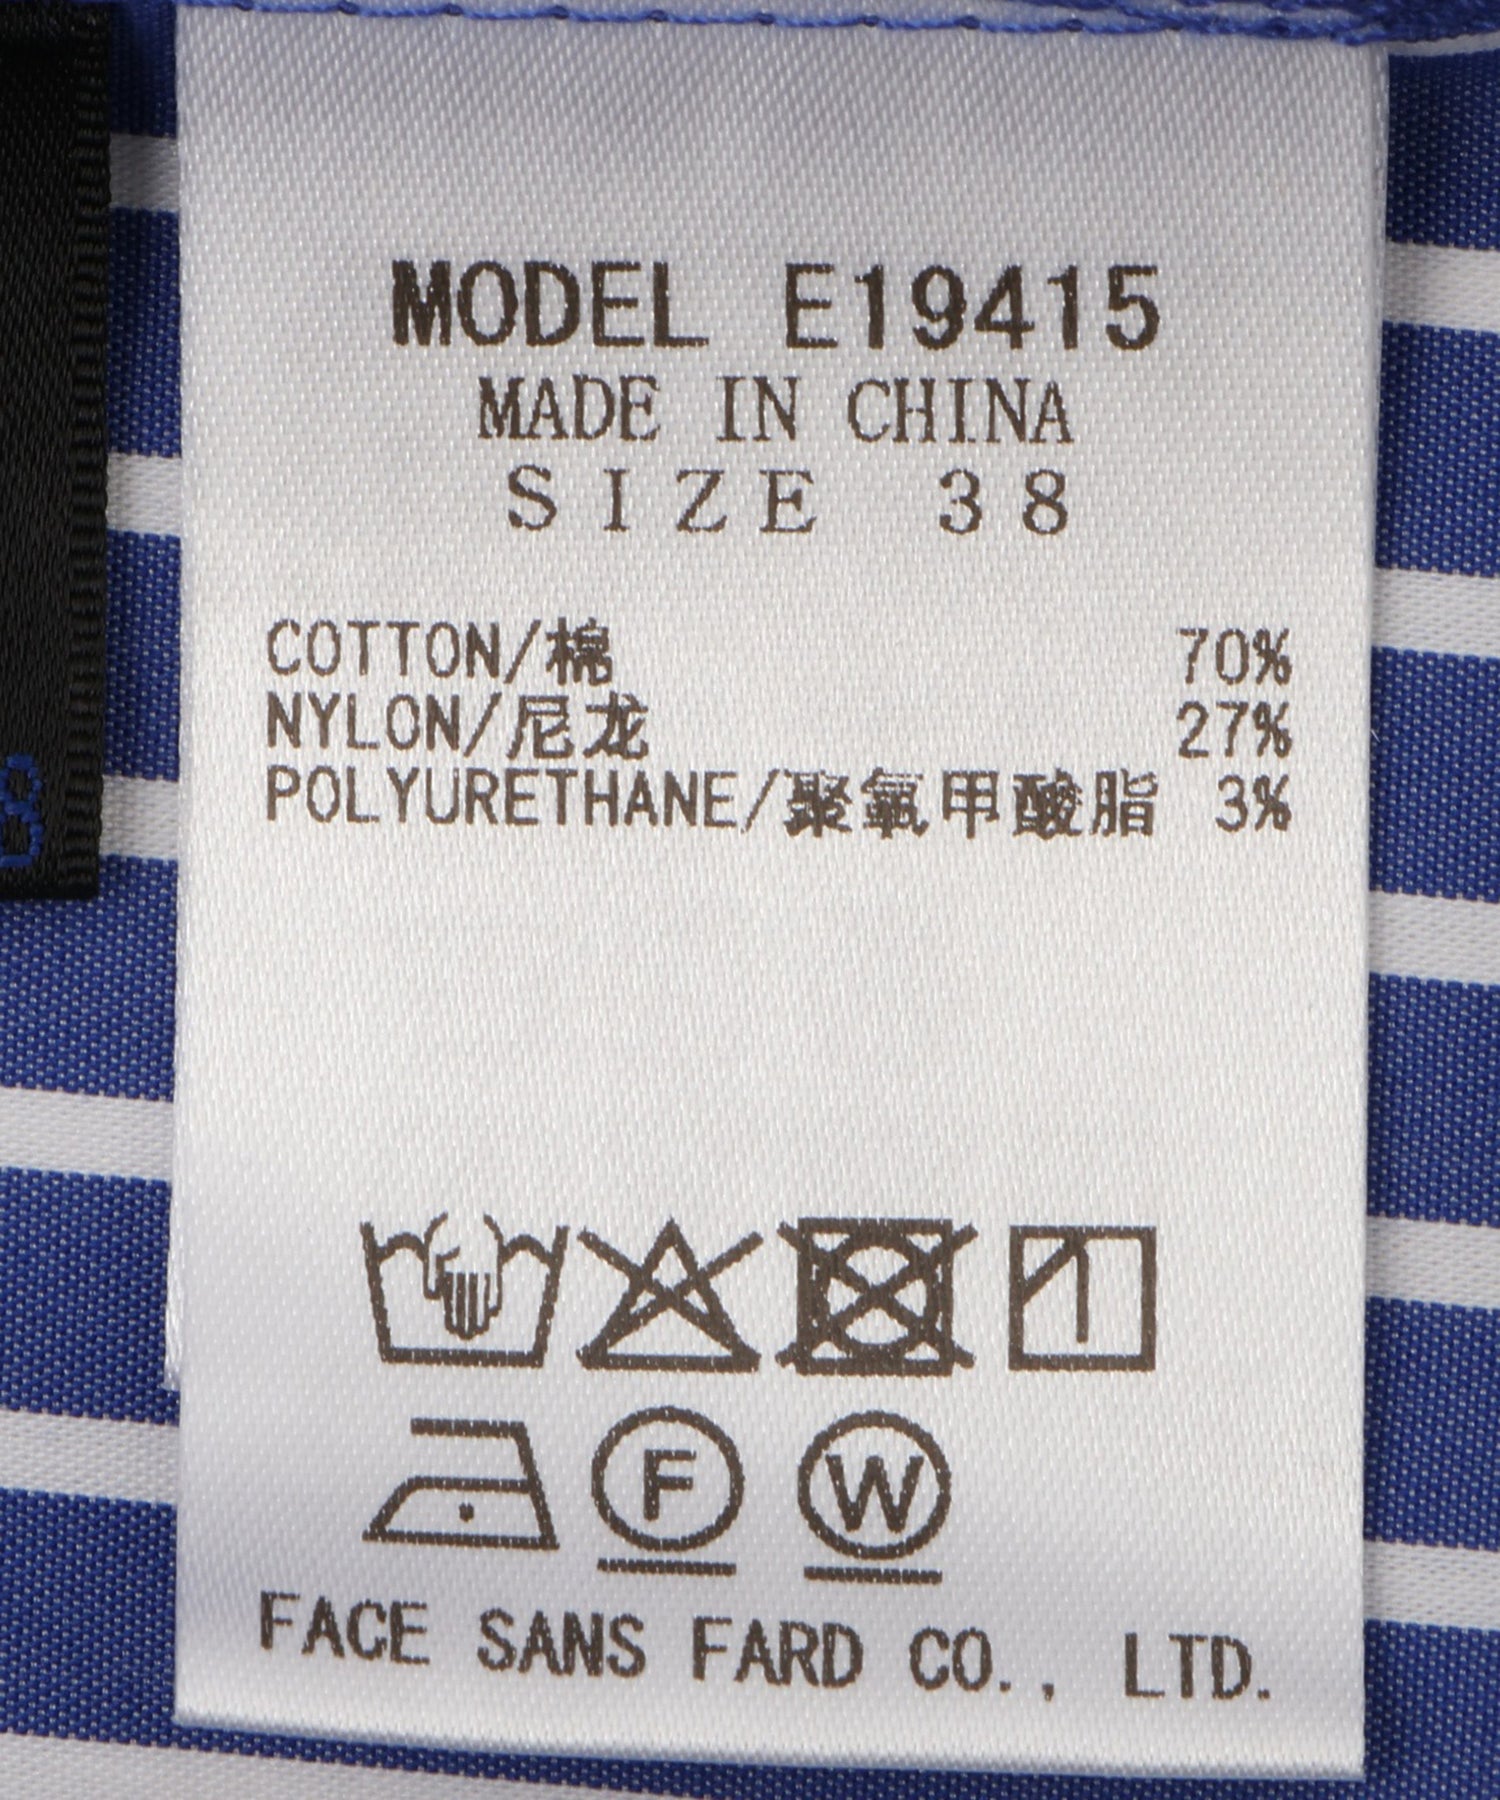 MODEL E19415
MADE IN CHINA
SIZE 38
COTTON/棉 70%
NYLON/尼龙 27%
POLYURETHANE/聚氨甲酸脂 3%
F W
FACE SANS FARD CO., LTD.
8